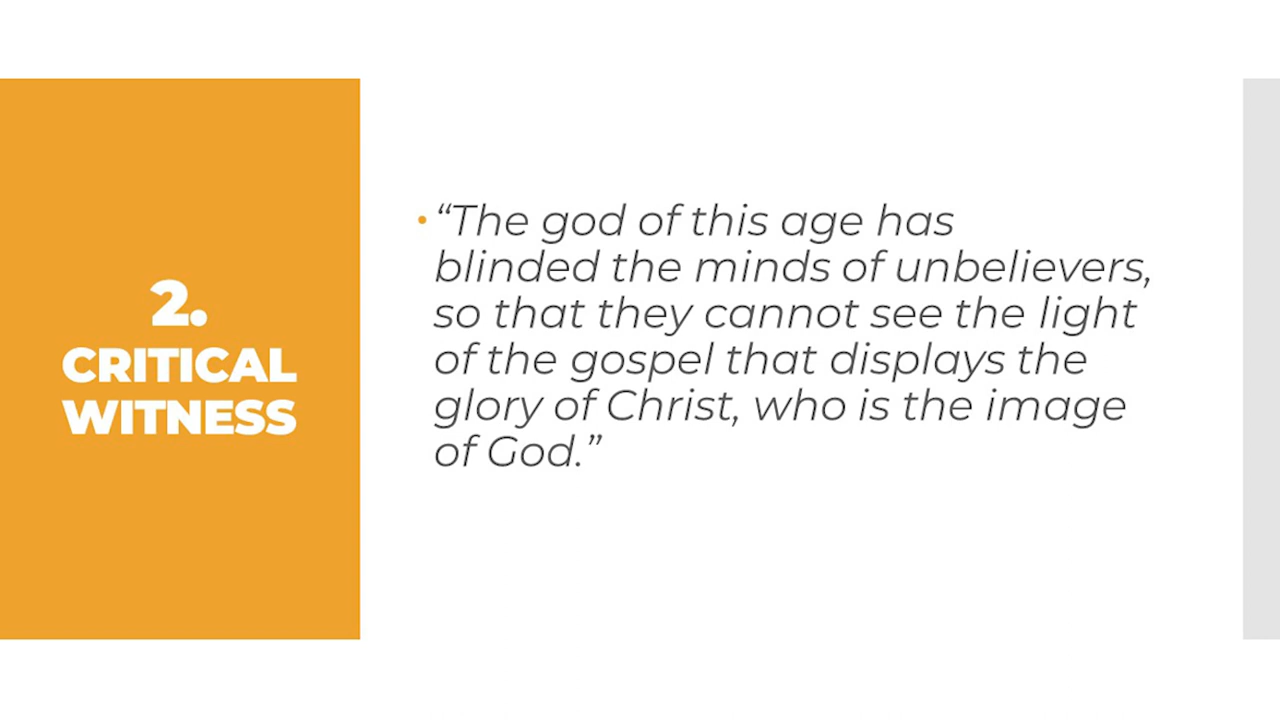 2.
CRITICAL
WITNESS
•“The god of this age has
blinded the minds of unbelievers,
so that they cannot see the light
of the gospel that displays the
glory of Christ, who is the image
of God.”